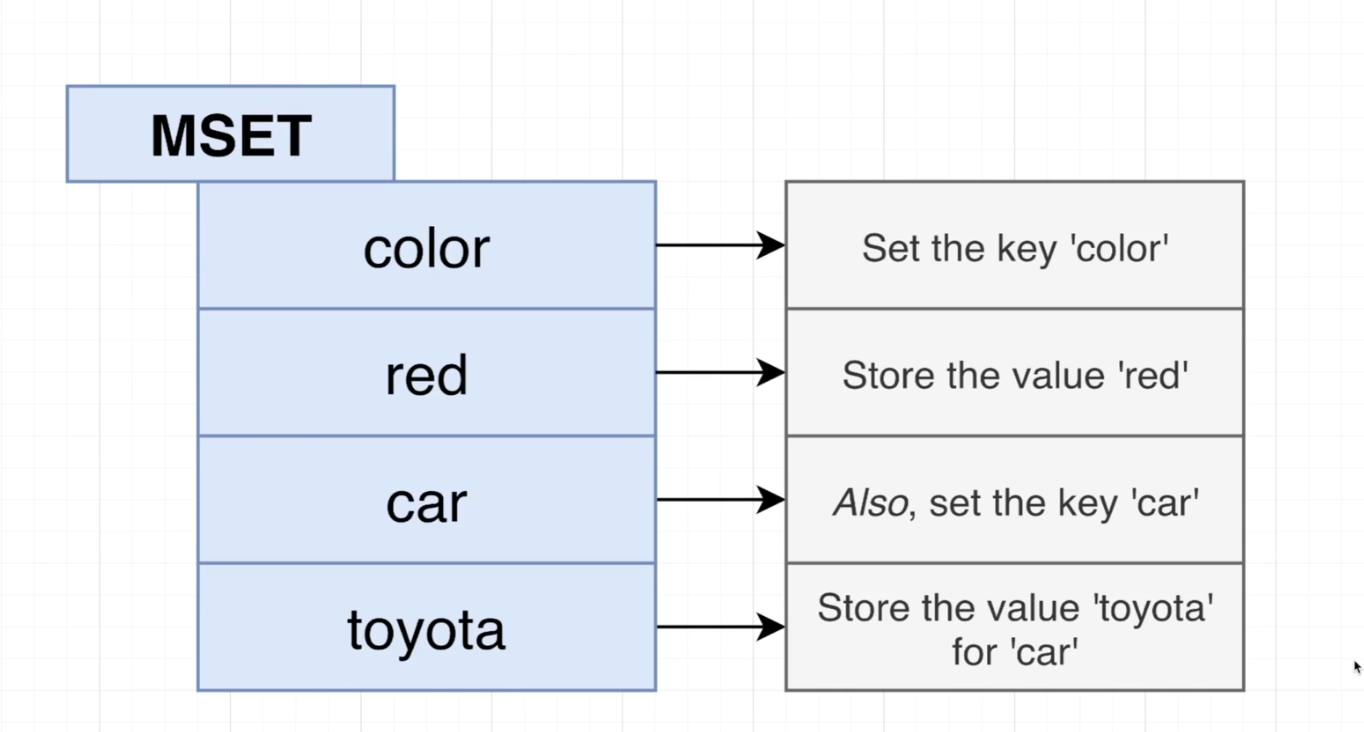 MSET
color
Set the key 'color'
red
Store the value 'red'
car
Also, set the key 'car'
toyota
Store the value 'toyota'
for 'car'